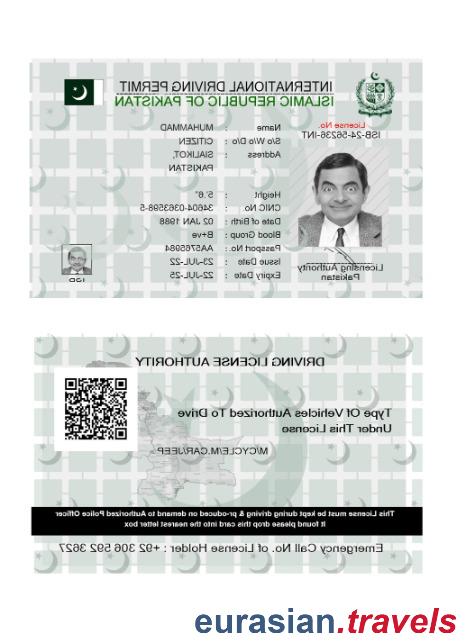 INTERNATIONAL DRIVING PERMIT
ISLAMIC REPUBLIC OF PAKISTAN
License No.
ISB-24-56236-INT
Name : MUHAMMAD
S/o W/o D/o : CITIZEN
Address : SIALIKOT,
PAKISTAN
Height : 5.6"
CNIC No : 34604-0363598-5
Date of Birth : 02 JAN 1988
Blood Group : B+ve
Passport No. : AA5765984
Issue Date : 23-JUL-22
Expiry Date : 22-JUL-25
Licensing Authority
Pakistan
DRIVING LICENSE AUTHORITY
Type Of Vehicles Authorized To Drive
Under This License
M/CYCLE/M.CAR/JEEP
This License must be kept during driving & pro-duced on demand to authorized Police Officer
It found please drop this card into the nearest letter box
Emergency Call No. of License Holder : +92 306 592 3627
eurasian.travels